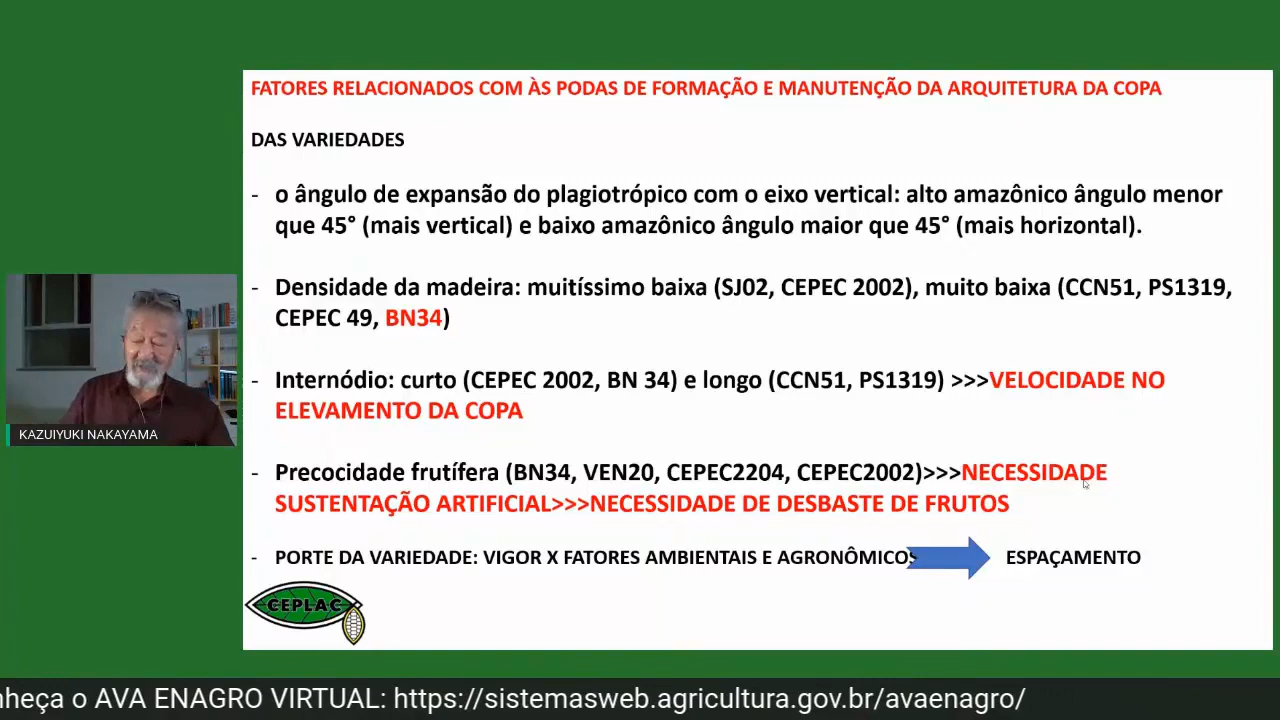 FATORES RELACIONADOS COM ÀS PODAS DE FORMAÇÃO E MANUTENÇÃO DA ARQUITETURA DA COPA
DAS VARIEDADES
- o ângulo de expansão do plagiotrópico com o eixo vertical: alto amazônico ângulo menor
que 45° (mais vertical) e baixo amazônico ângulo maior que 45° (mais horizontal).
- Densidade da madeira: muitíssimo baixa (SJ02, CEPEC 2002), muito baixa (CCN51, PS1319,
CEPEC 49, BN34)
- Internódio: curto (CEPEC 2002, BN 34) e longo (CCN51, PS1319) >>>VELOCIDADE NO
ELEVAMENTO DA COPA
- Precocidade frutífera (BN34, VEN20, CEPEC2204, CEPEC2002)>>>NECESSIDADE
SUSTENTAÇÃO ARTIFICIAL>>>NECESSIDADE DE DESBASTE DE FRUTOS
- PORTE DA VARIEDADE: VIGOR X FATORES AMBIENTAIS E AGRONÔMICOS ESPAÇAMENTO
CEPLAC
KAZUIYUKI NAKAYAMA
nheça o AVA ENAGRO VIRTUAL: https://sistemasweb.agricultura.gov.br/avaenagro/